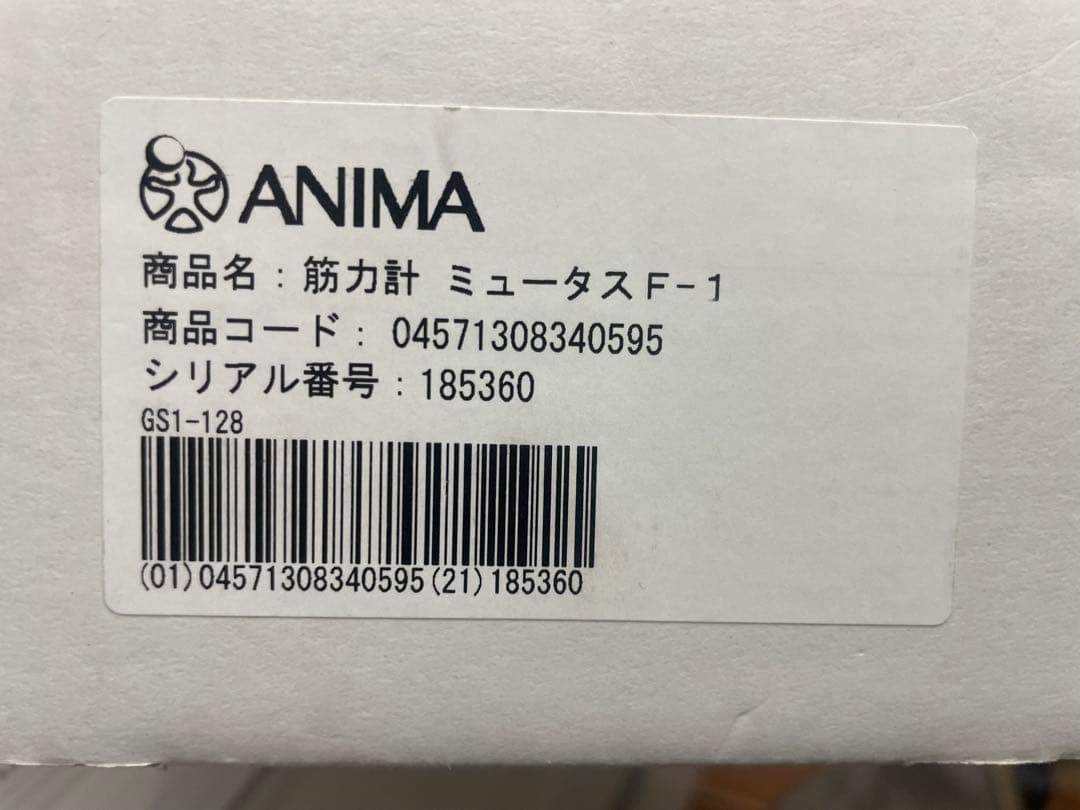 ANIMA
商品名：筋力計 ミュータスＦ－１
商品コード： 04571308340595
シリアル番号：185360
GS1-128
(01)04571308340595(21)185360